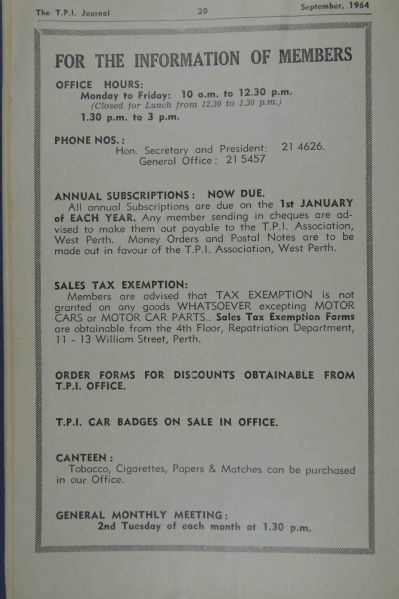 The T.P.I. Journal 20 September, 1964
FOR THE INFORMATION OF MEMBERS
OFFICE HOURS:
Monday to Friday: 10 a.m. to 12.30 p.m.
(Closed for Lunch from 12.30 to 1.30 p.m.)
1.30 p.m. to 3 p.m.
PHONE NOS.:
Hon. Secretary and President: 21 4626.
General Office: 21 5457
ANNUAL SUBSCRIPTIONS: NOW DUE.
All annual Subscriptions are due on the 1st JANUARY
of EACH YEAR. Any member sending in cheques are ad-
vised to make them out payable to the T.P.I. Association,
West Perth. Money Orders and Postal Notes are to be
made out in favour of the T.P.I. Association, West Perth.
SALES TAX EXEMPTION:
Members are advised that TAX EXEMPTION is not
granted on any goods WHATSOEVER excepting MOTOR
CARS or MOTOR CAR PARTS.. Sales Tax Exemption Forms
are obtainable from the 4th Floor, Repatriation Department,
11 - 13 William Street, Perth.
ORDER FORMS FOR DISCOUNTS OBTAINABLE FROM
T.P.I. OFFICE.
T.P.I. CAR BADGES ON SALE IN OFFICE.
CANTEEN:
Tobacco, Cigarettes, Papers & Matches can be purchased
in our Office.
GENERAL MONTHLY MEETING:
2nd Tuesday of each month at 1.30 p.m.